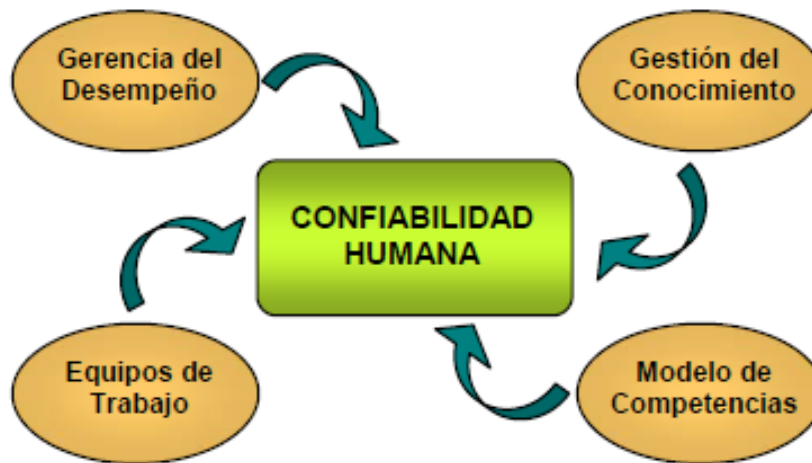 Gerencia del
Desempeño
Gestión del
Conocimiento
CONFIABILIDAD
HUMANA
Equipos de
Trabajo
Modelo de
Competencias